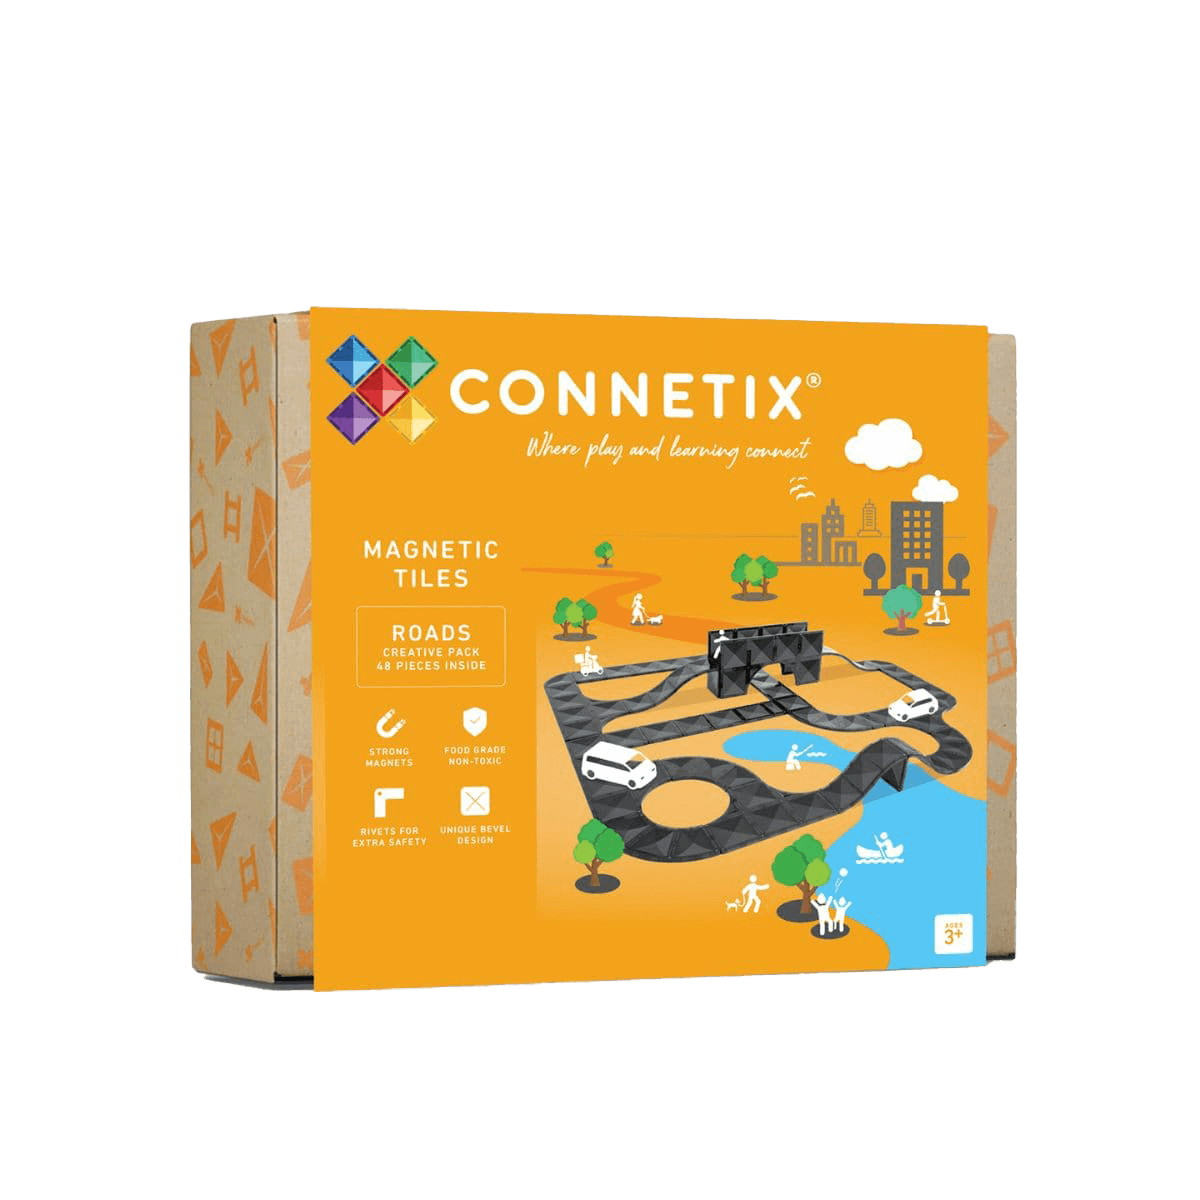 CONNETIX®
Where play and learning connect
MAGNETIC
TILES
ROADS
CREATIVE PACK
48 PIECES INSIDE
STRONG
MAGNETS
FOOD GRADE
NON-TOXIC
RIVETS FOR
EXTRA SAFETY
UNIQUE BEVEL
DESIGN
AGES
3+